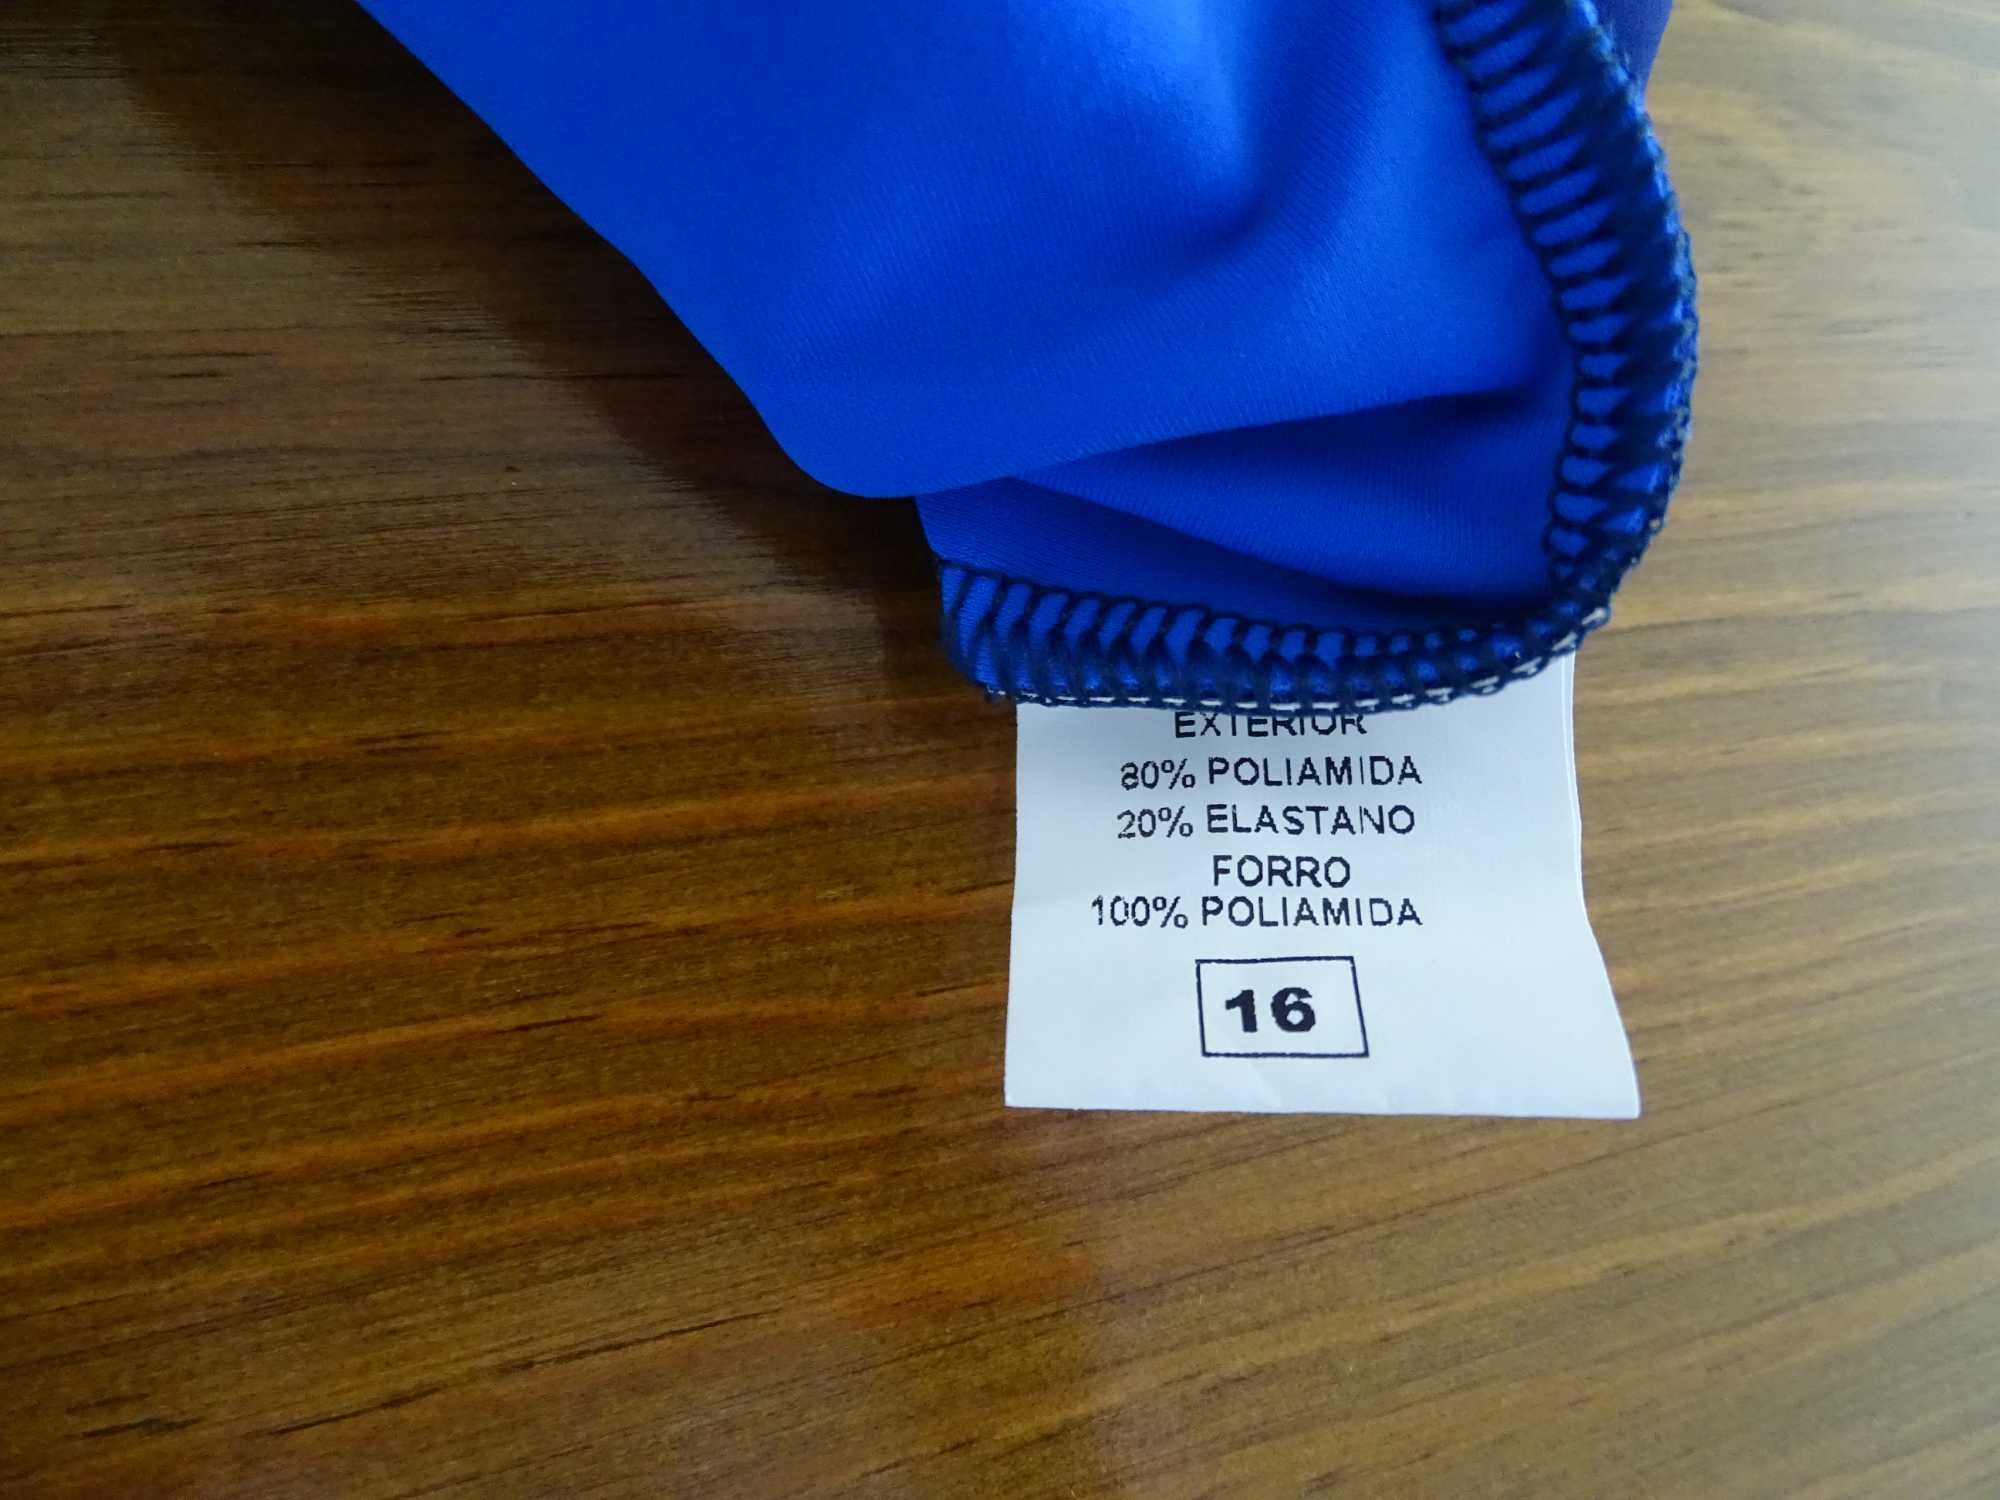 EXTERIOR
80% POLIAMIDA
20% ELASTANO
FORRO
100% POLIAMIDA
16